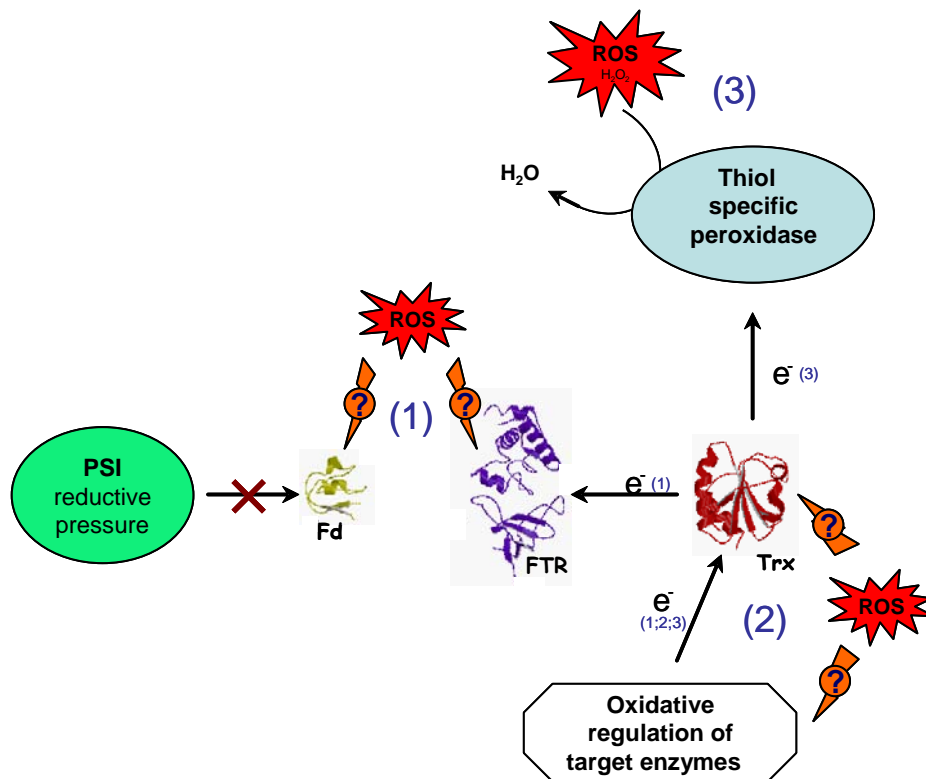 ROS
H₂O₂
(3)
H₂O
Thiol
specific
peroxidase
ROS
e⁻ (3)
?
?
(1)
PSI
reductive
pressure
Fd
e⁻ (1)
FTR
Trx
?
e⁻
(1;2;3)
(2)
ROS
?
Oxidative
regulation of
target enzymes